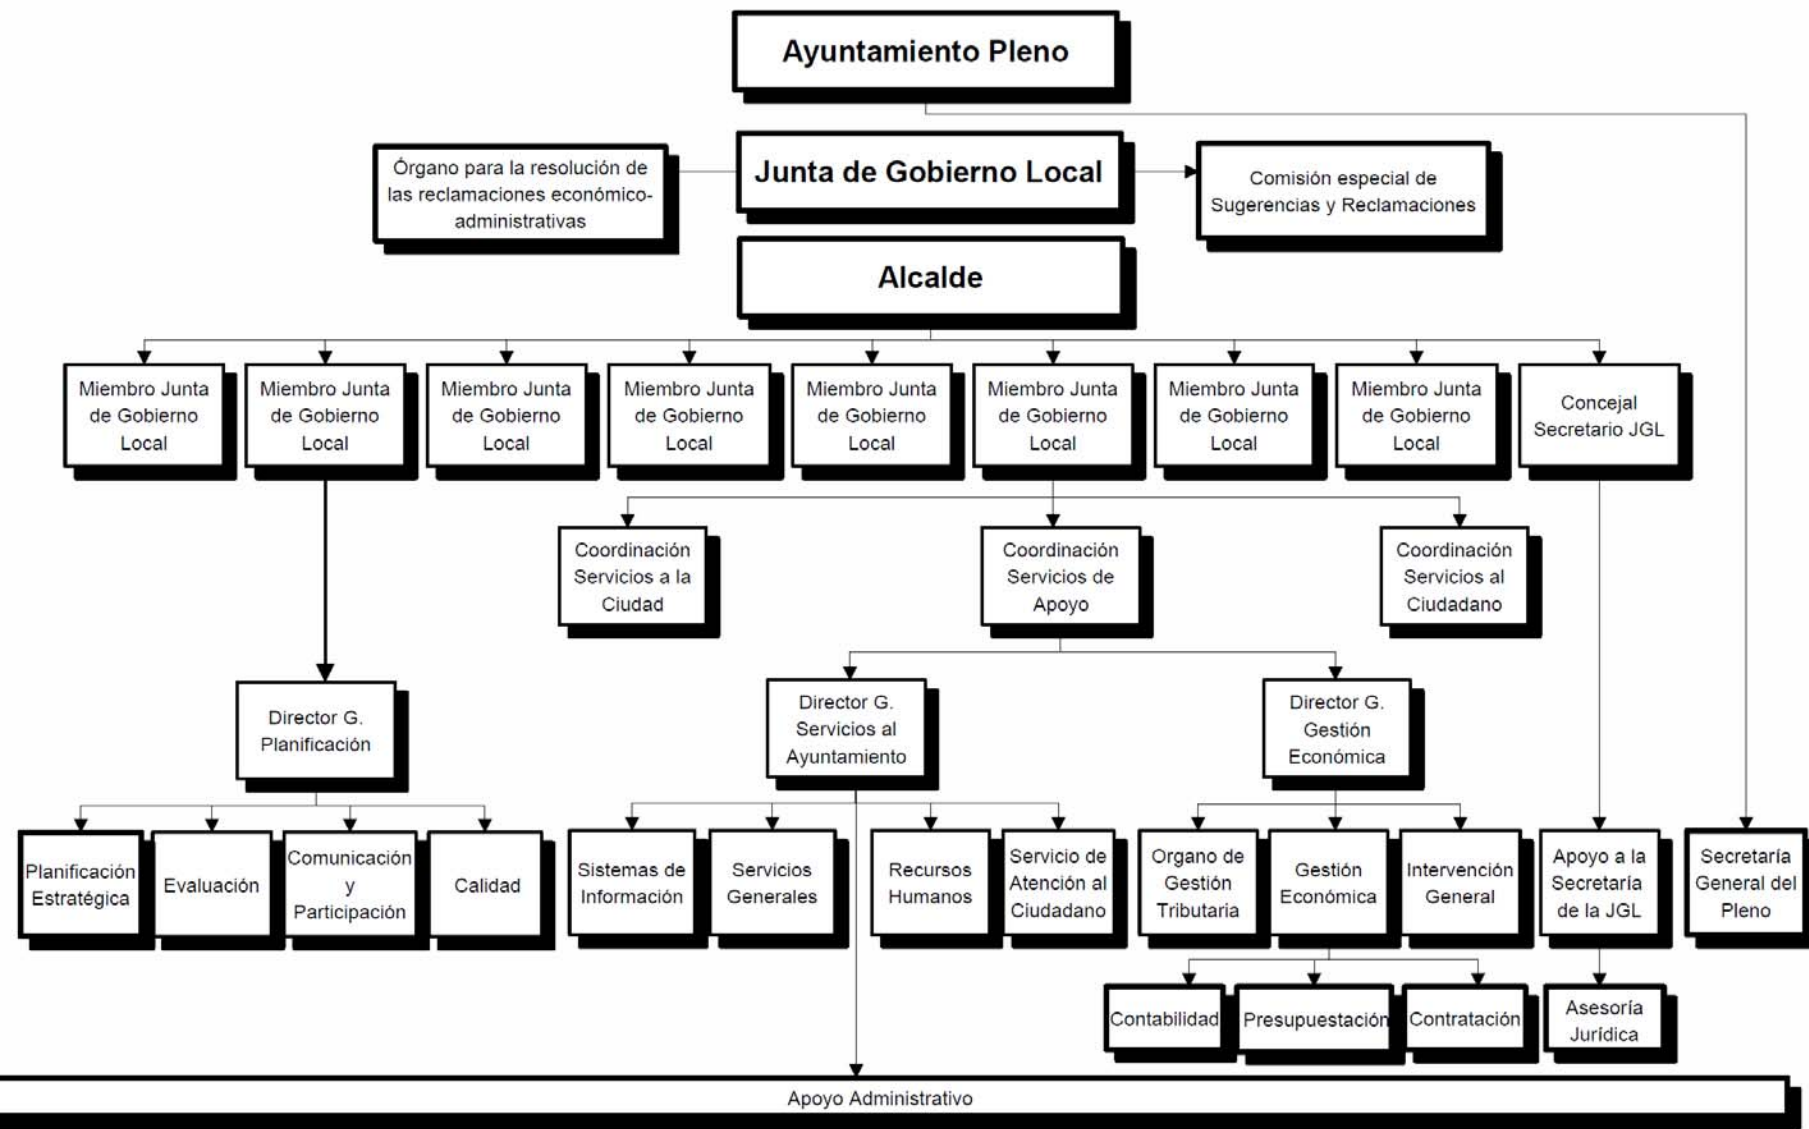 Ayuntamiento Pleno
Órgano para la resolución de
las reclamaciones económico-
administrativas
Junta de Gobierno Local
Comisión especial de
Sugerencias y Reclamaciones
Alcalde
Miembro Junta
de Gobierno
Local
Miembro Junta
de Gobierno
Local
Miembro Junta
de Gobierno
Local
Miembro Junta
de Gobierno
Local
Miembro Junta
de Gobierno
Local
Miembro Junta
de Gobierno
Local
Miembro Junta
de Gobierno
Local
Miembro Junta
de Gobierno
Local
Concejal
Secretario JGL
Coordinación
Servicios a la
Ciudad
Coordinación
Servicios de
Apoyo
Coordinación
Servicios al
Ciudadano
Director G.
Planificación
Director G.
Servicios al
Ayuntamiento
Director G.
Gestión
Económica
Planificación
Estratégica
Evaluación
Comunicación
y
Participación
Calidad
Sistemas de
Información
Servicios
Generales
Recursos
Humanos
Servicio de
Atención al
Ciudadano
Organo de
Gestión
Tributaria
Gestión
Económica
Intervención
General
Apoyo a la
Secretaría
de la JGL
Secretaría
General del
Pleno
Contabilidad
Presupuestación
Contratación
Asesoría
Jurídica
Apoyo Administrativo